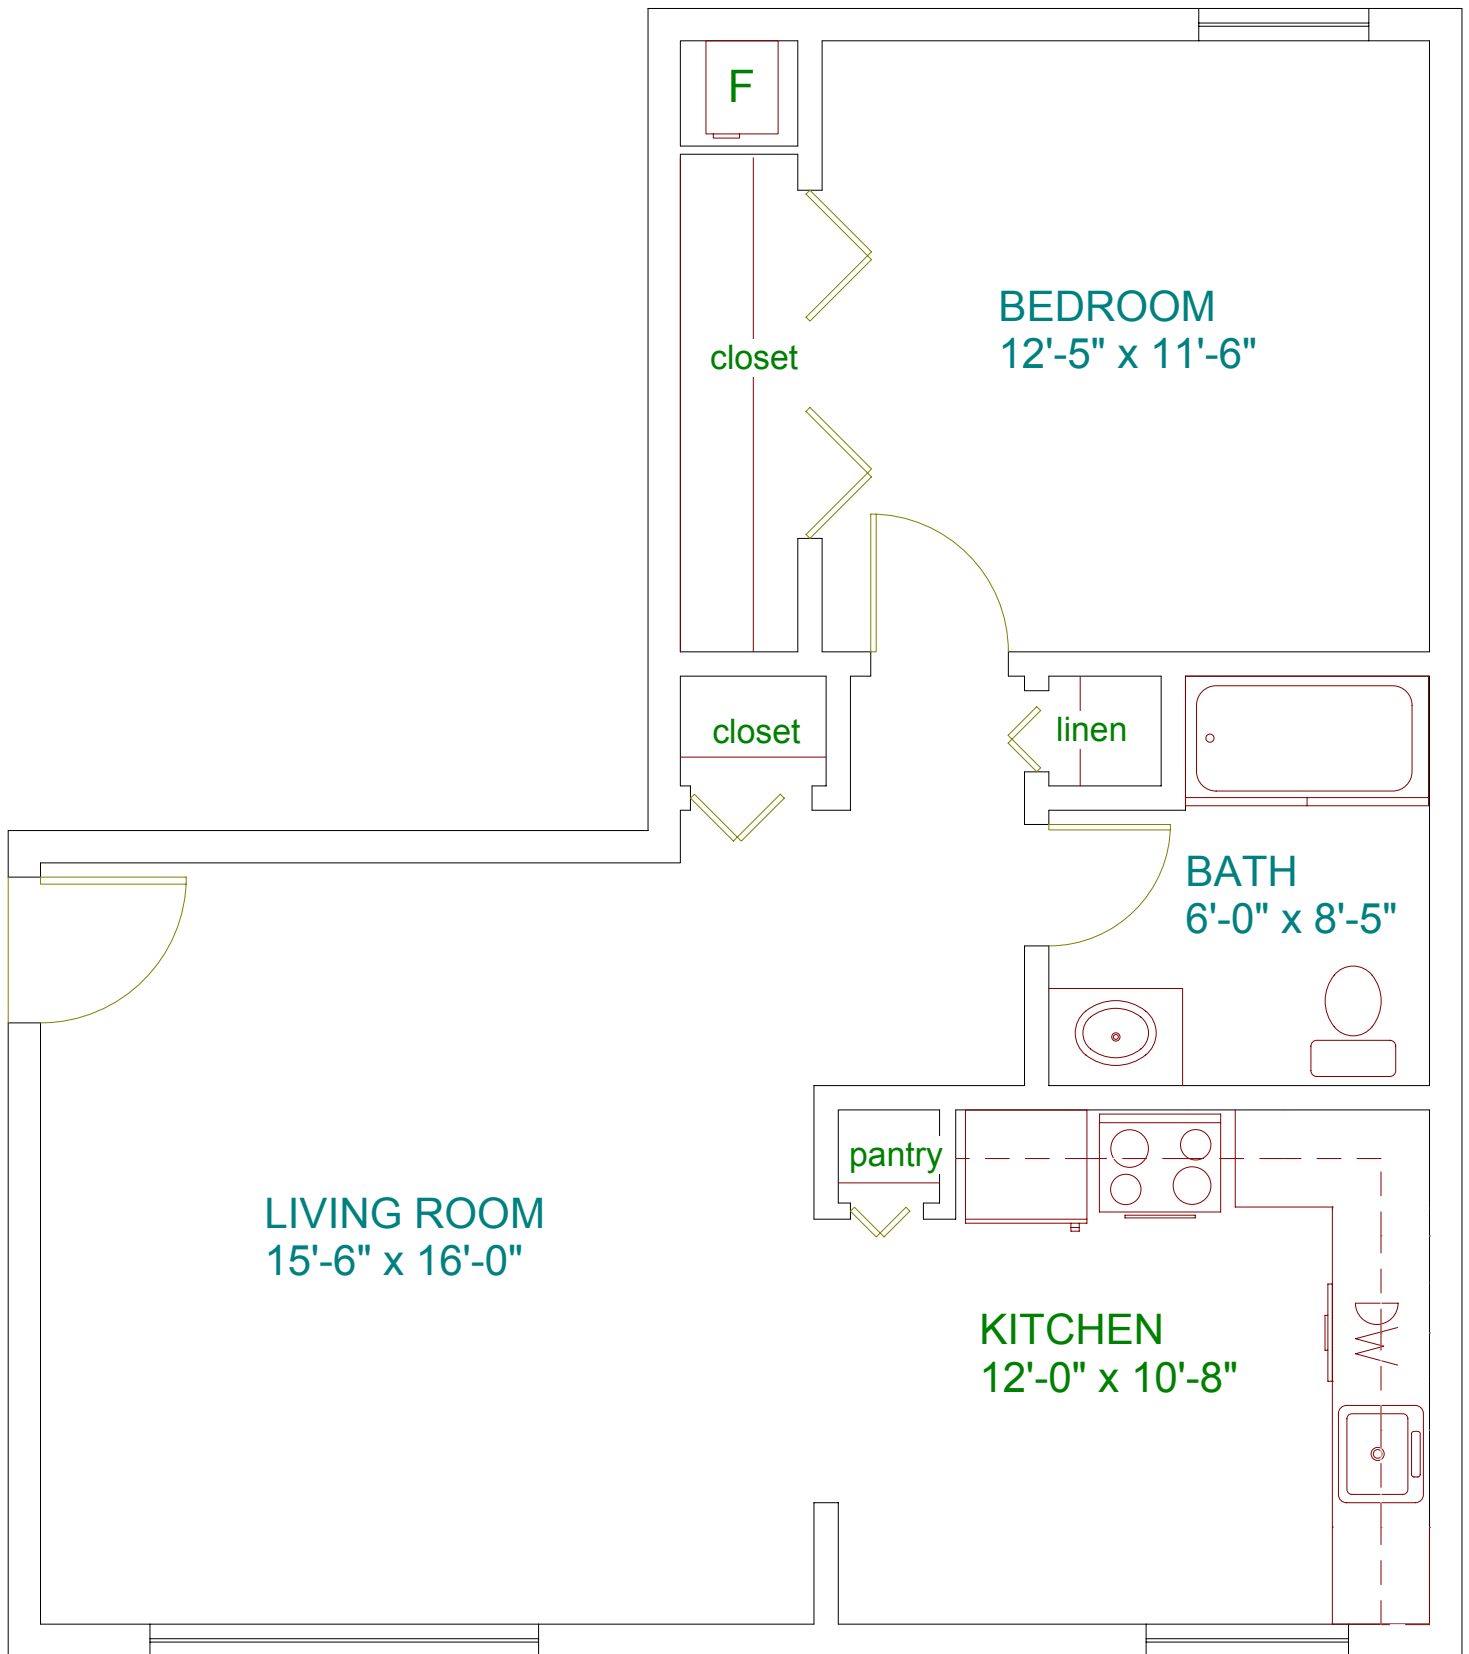 F
BEDROOM
12'-5" x 11'-6"
closet
closet
linen
BATH
6'-0" x 8'-5"
pantry
LIVING ROOM
15'-6" x 16'-0"
KITCHEN
12'-0" x 10'-8"
DW